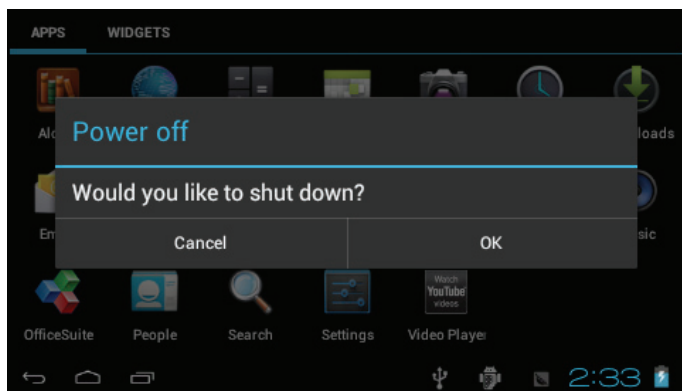 APPS WIDGETS
Power off
Would you like to shut down?
Cancel OK
OfficeSuite People Search Settings Video Player
Watch
YouTube
videos
2:33